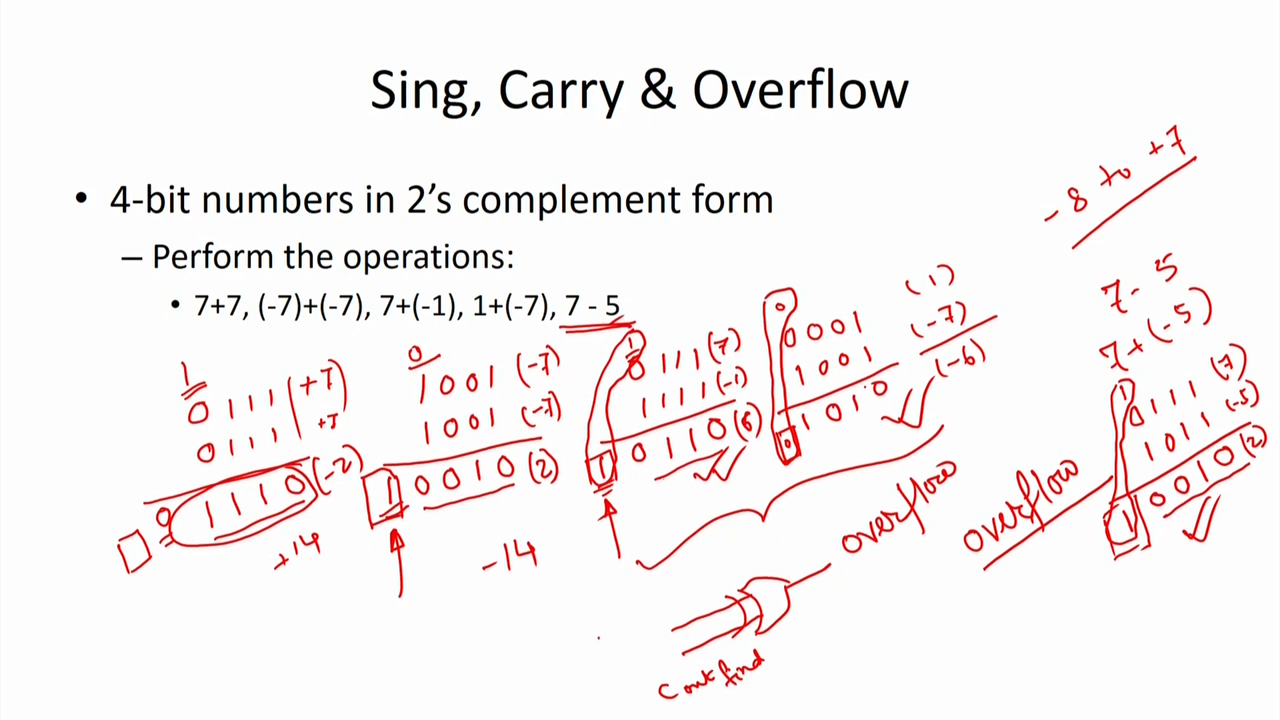 Sing, Carry & Overflow
-8 to +7
• 4-bit numbers in 2's complement form
– Perform the operations:
• 7+7, (-7)+(-7), 7+(-1), 1+(-7), 7 - 5
1
0111 (+7)
0111 +7
0 1110 (-2)
+14
0
1001 (-7)
1001 (-7)
1 0010 (2)
-14
1
0111 (7)
1111 (-1)
1 0110 (6)
0
0001 (1)
1001 (-7)
0 1010 (-6)
7 - 5
7+(-5)
1
0111 (7)
1011 (-5)
1 0010 (2)
overflow
overflow